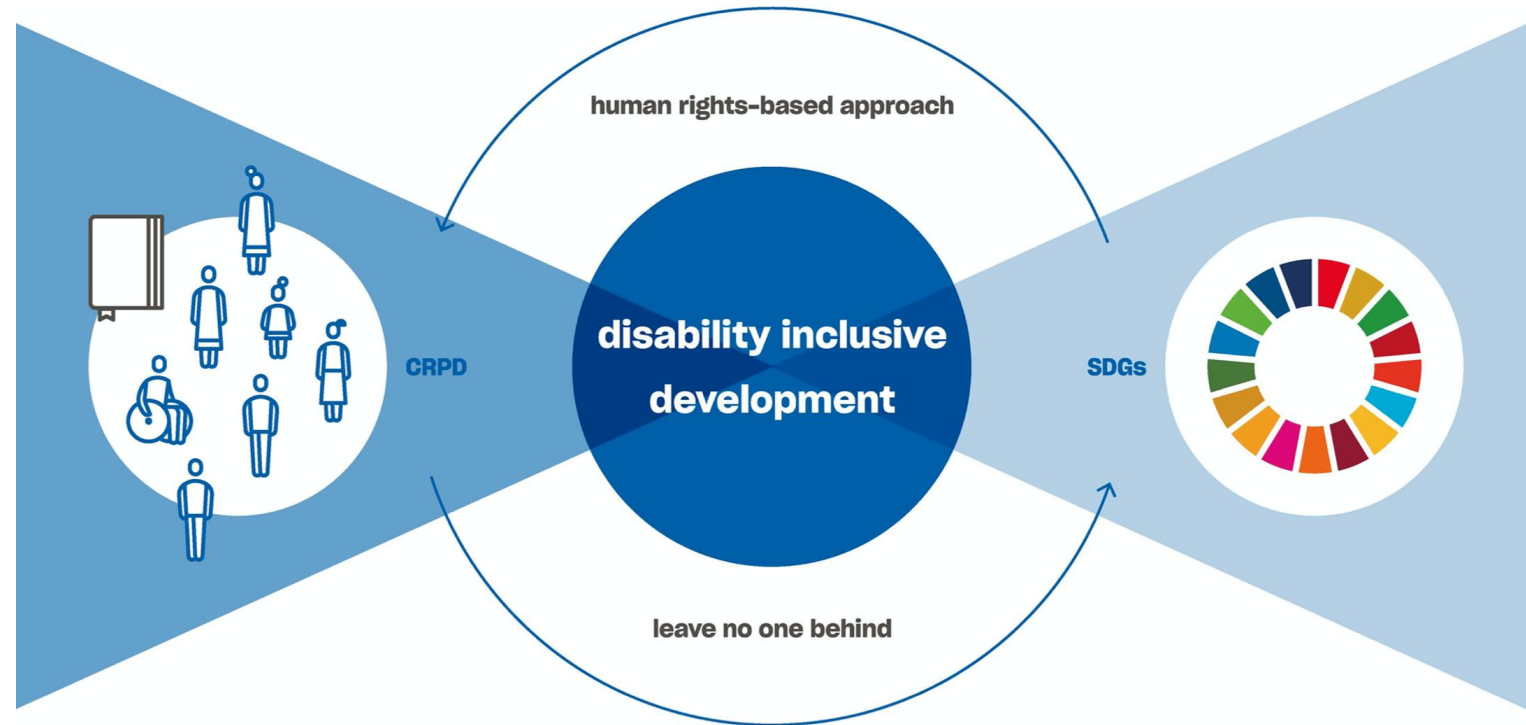 human rights-based approach
CRPD
disability inclusive
development
SDGs
leave no one behind